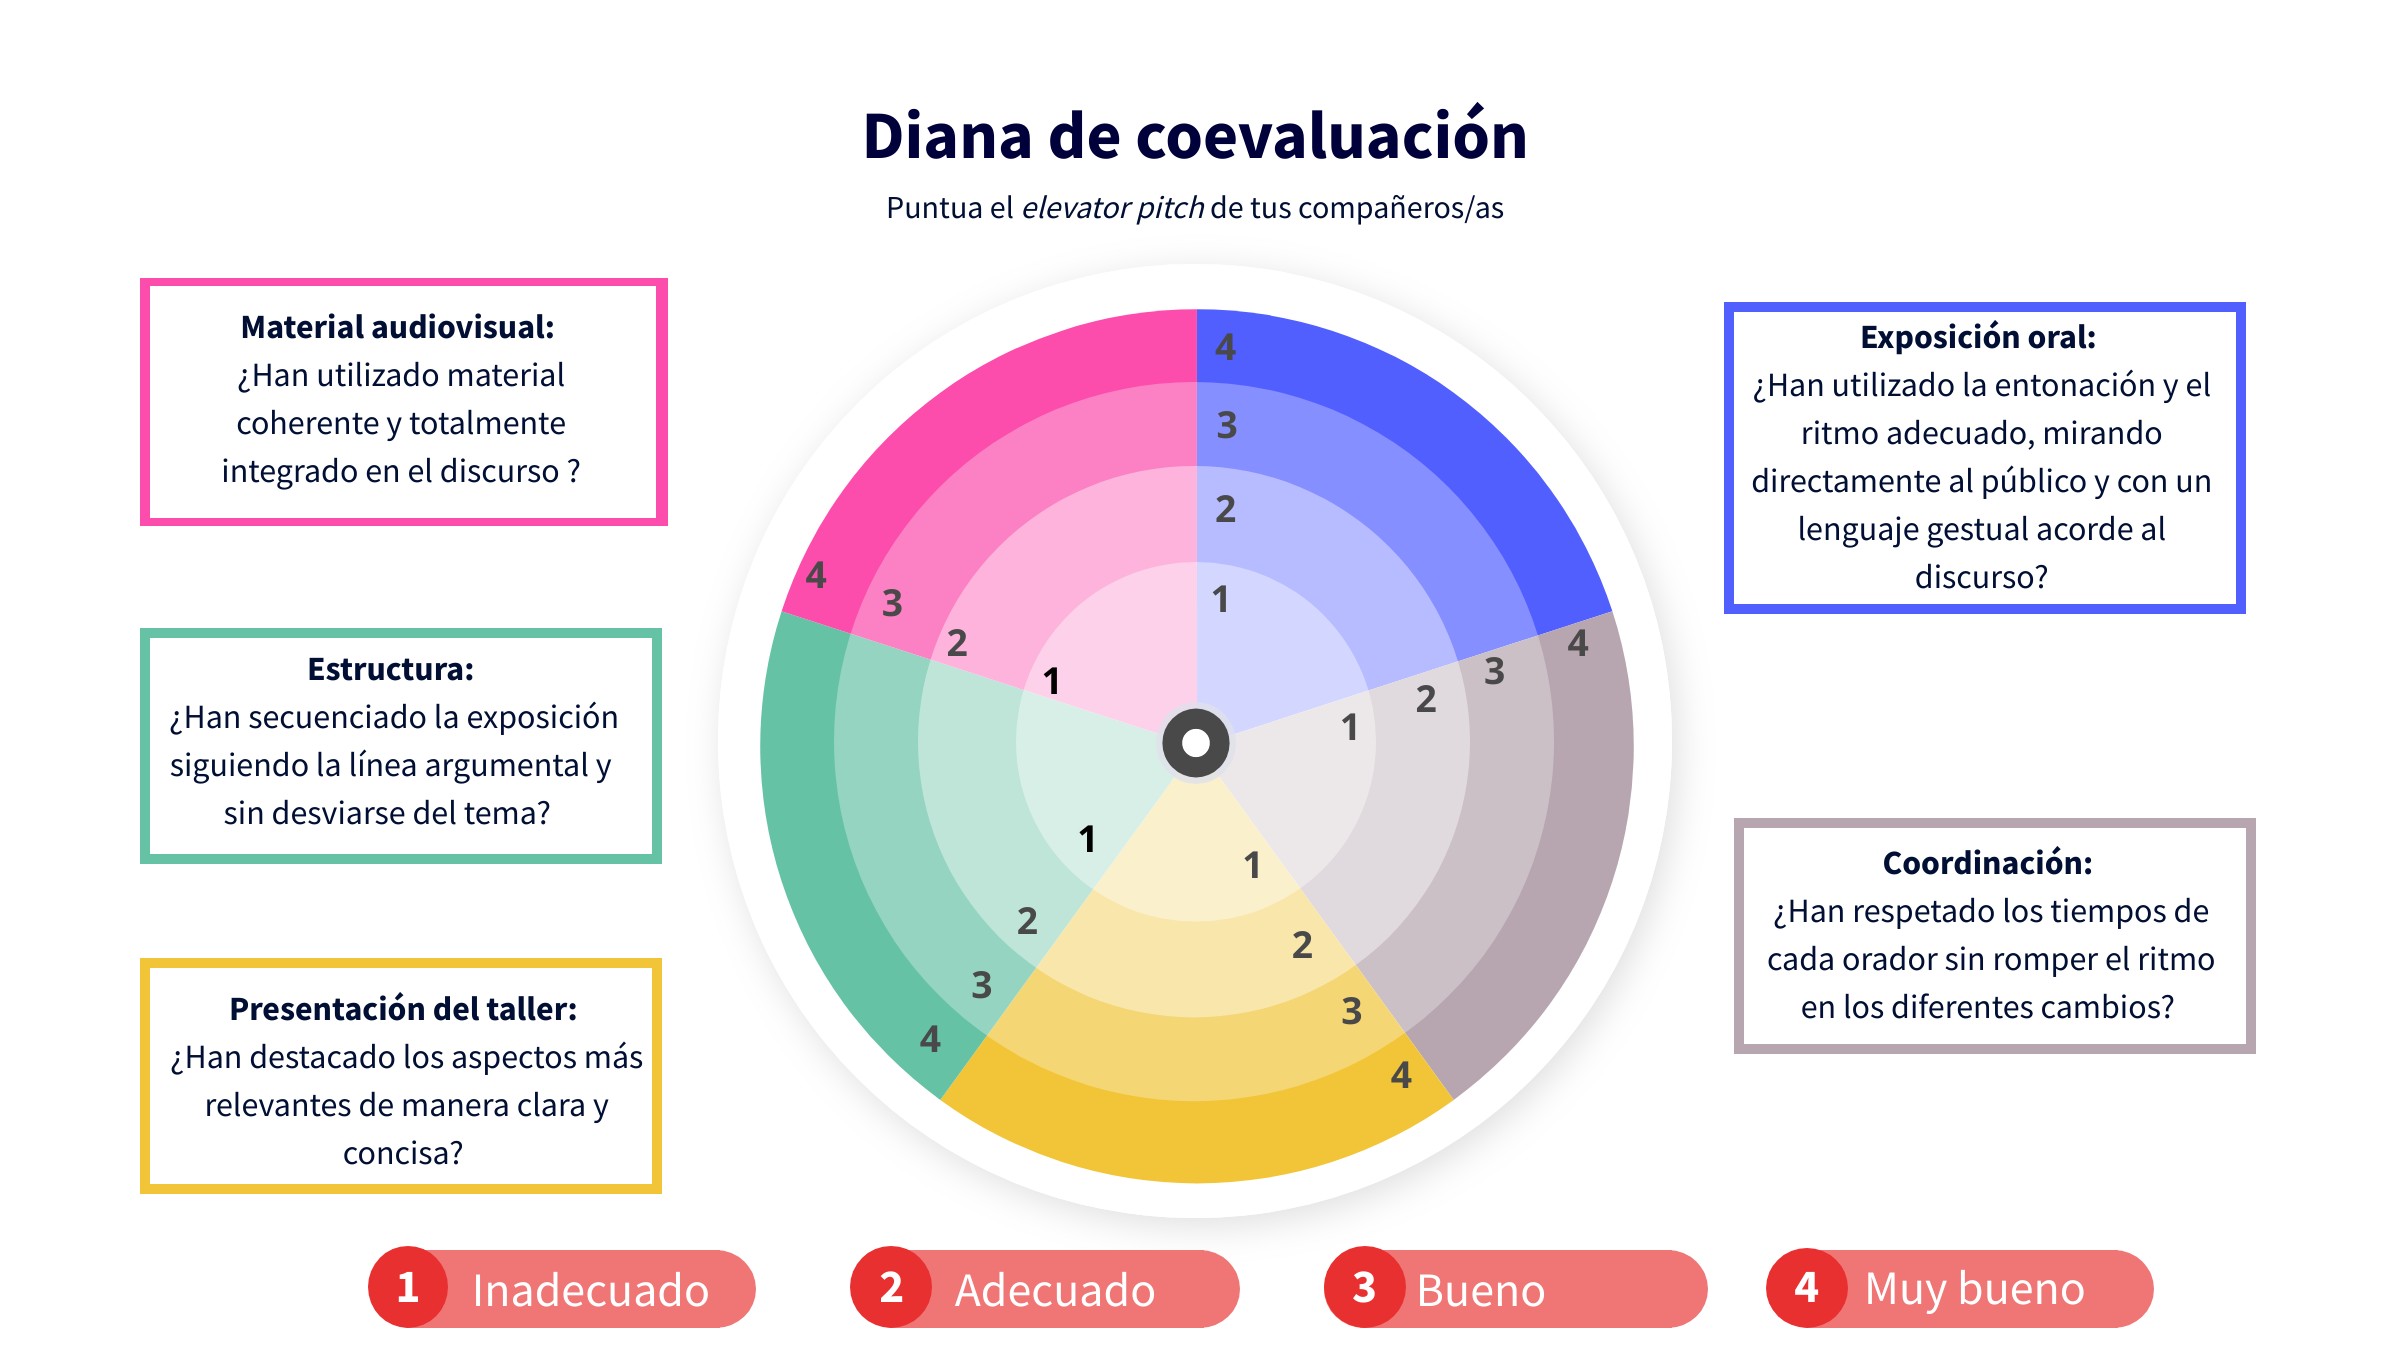 Diana de coevaluación
Puntua el elevator pitch de tus compañeros/as
Material audiovisual:
¿Han utilizado material
coherente y totalmente
integrado en el discurso ?
Estructura:
¿Han secuenciado la exposición
siguiendo la línea argumental y
sin desviarse del tema?
Presentación del taller:
¿Han destacado los aspectos más
relevantes de manera clara y
concisa?
4
3
2
1
4
3
2
1
4
3
2
1
1
2
3
4
1
2
3
4
Exposición oral:
¿Han utilizado la entonación y el
ritmo adecuado, mirando
directamente al público y con un
lenguaje gestual acorde al
discurso?
Coordinación:
¿Han respetado los tiempos de
cada orador sin romper el ritmo
en los diferentes cambios?
1 Inadecuado
2 Adecuado
3 Bueno
4 Muy bueno